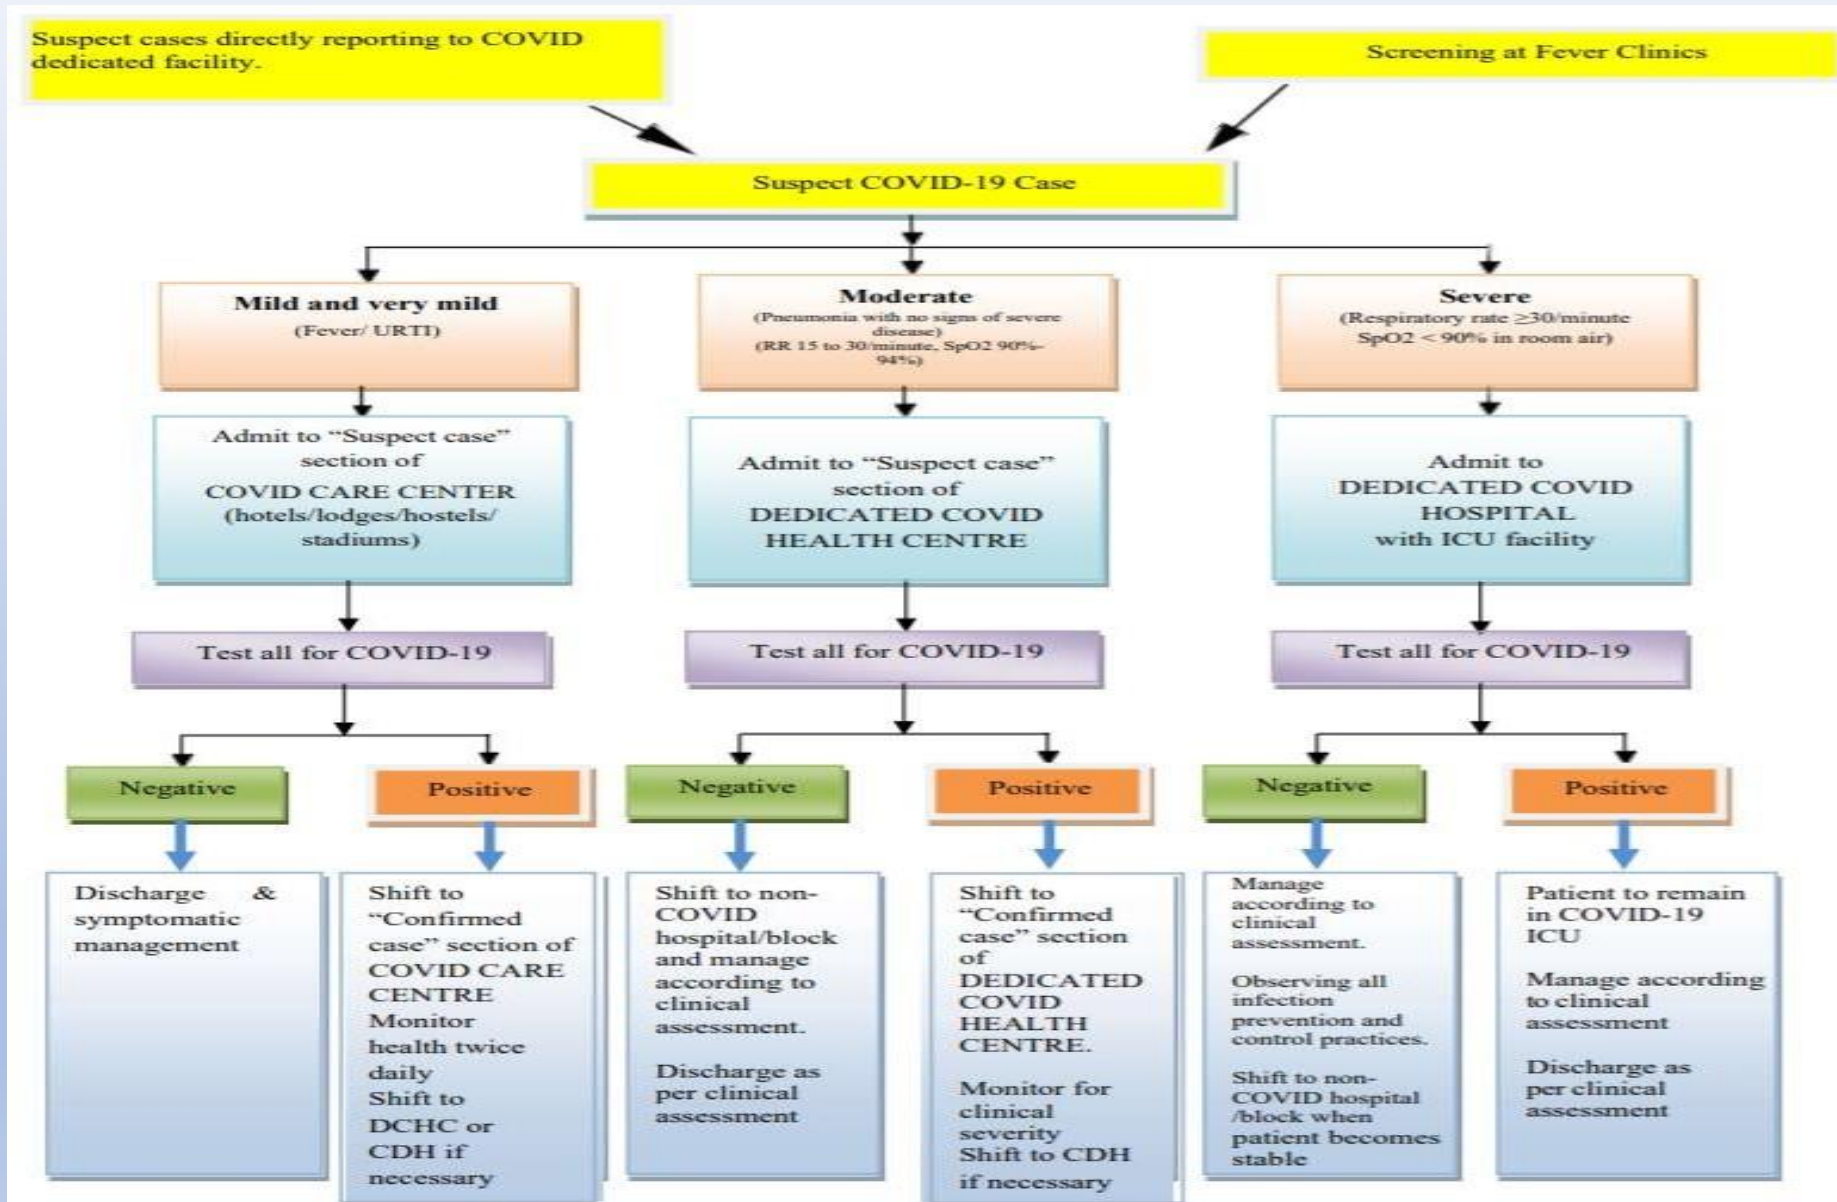 Suspect cases directly reporting to COVID
dedicated facility.
Screening at Fever Clinics
Suspect COVID-19 Case
Mild and very mild
(Fever/ URTI)
Moderate
(Pneumonia with no signs of severe
disease)
(RR 15 to 30/minute, SpO2 90%-
94%)
Severe
(Respiratory rate ≥30/minute
SpO2 < 90% in room air)
Admit to “Suspect case”
section of
COVID CARE CENTER
(hotels/lodges/hostels/
stadiums)
Admit to “Suspect case”
section of
DEDICATED COVID
HEALTH CENTRE
Admit to
DEDICATED COVID
HOSPITAL
with ICU facility
Test all for COVID-19
Test all for COVID-19
Test all for COVID-19
Negative
Positive
Negative
Positive
Negative
Positive
Discharge &
symptomatic
management
Shift to
“Confirmed
case” section of
COVID CARE
CENTRE
Monitor
health twice
daily
Shift to
DCHC or
CDH if
necessary
Shift to non-
COVID
hospital/block
and manage
according to
clinical
assessment.
Discharge as
per clinical
assessment
Shift to
“Confirmed
case” section
of
DEDICATED
COVID
HEALTH
CENTRE.
Monitor for
clinical
severity
Shift to CDH
if necessary
Manage
according to
clinical
assessment.
Observing all
infection
prevention and
control practices.
Shift to non-
COVID hospital
/block when
patient becomes
stable
Patient to remain
in COVID-19
ICU
Manage according
to clinical
assessment
Discharge as
per clinical
assessment